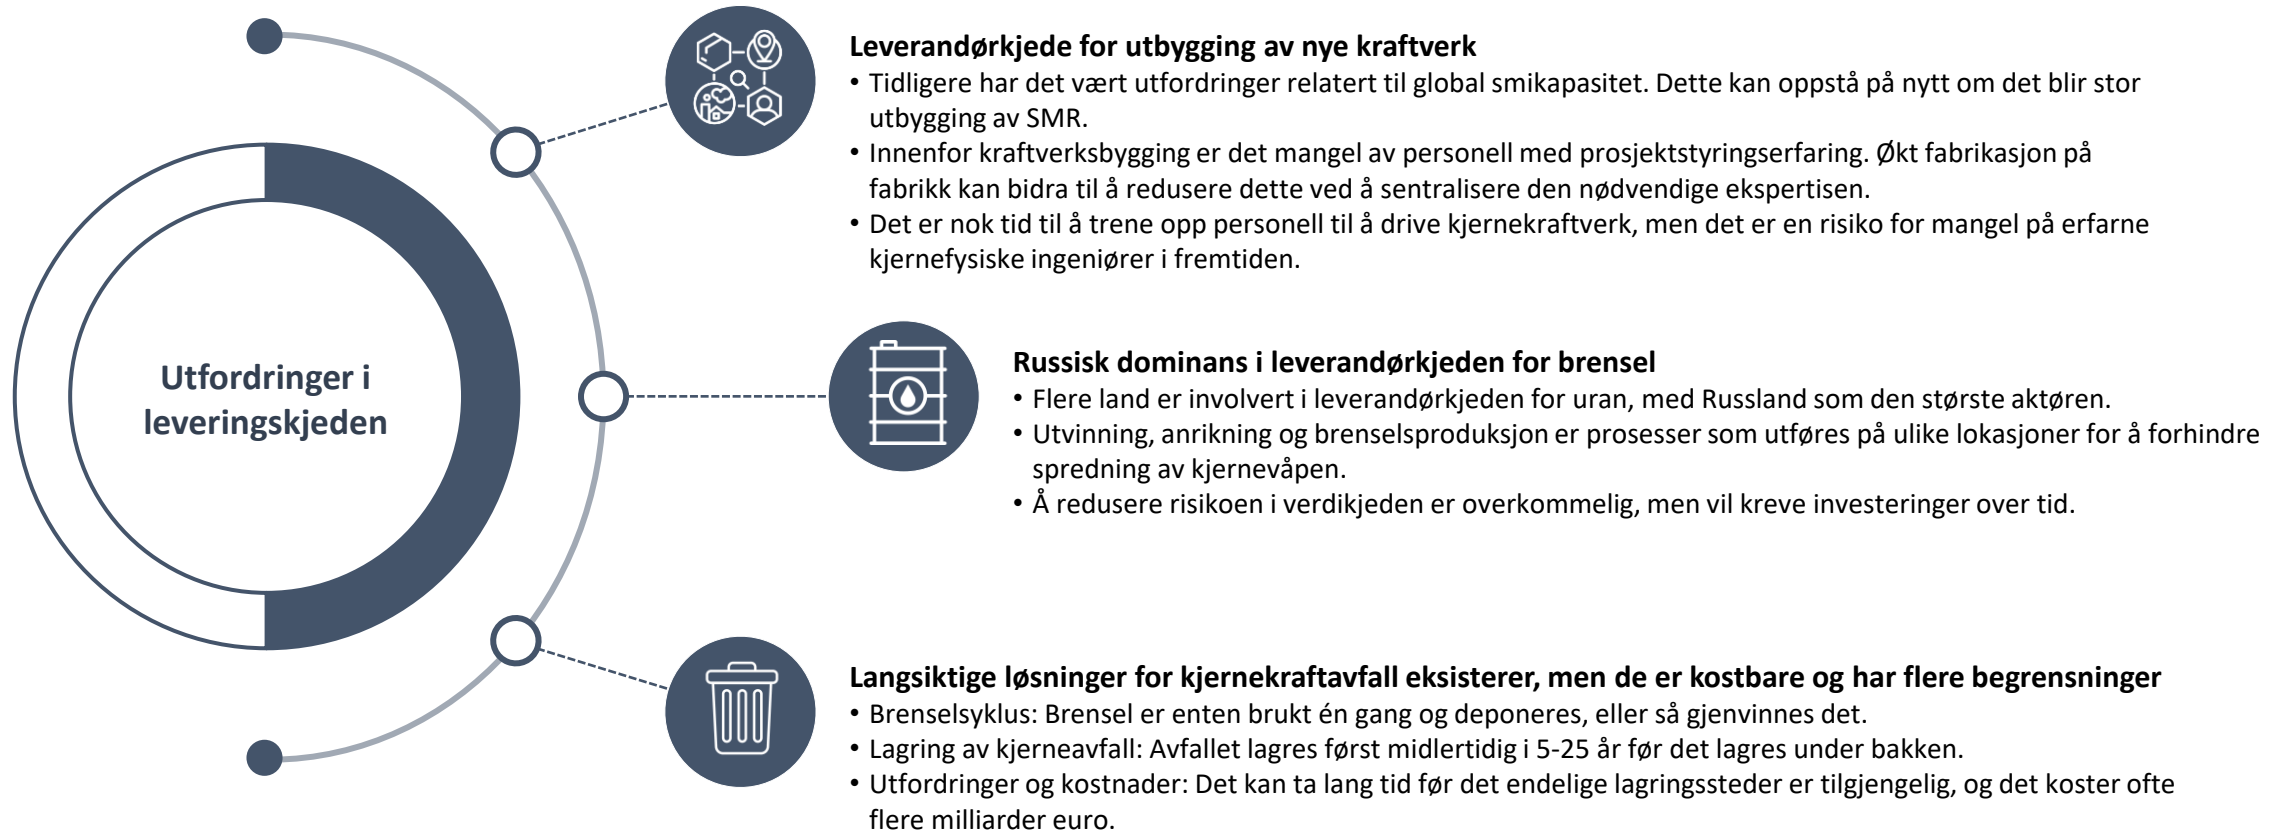 Utfordringer i
leveringskjeden
Leverandørkjede for utbygging av nye kraftverk
• Tidligere har det vært utfordringer relatert til global smikapasitet. Dette kan oppstå på nytt om det blir stor
utbygging av SMR.
• Innenfor kraftverksbygging er det mangel av personell med prosjektstyringserfaring. Økt fabrikasjon på
fabrikk kan bidra til å redusere dette ved å sentralisere den nødvendige ekspertisen.
• Det er nok tid til å trene opp personell til å drive kjernekraftverk, men det er en risiko for mangel på erfarne
kjernefysiske ingeniører i fremtiden.
Russisk dominans i leverandørkjeden for brensel
• Flere land er involvert i leverandørkjeden for uran, med Russland som den største aktøren.
• Utvinning, anrikning og brenselsproduksjon er prosesser som utføres på ulike lokasjoner for å forhindre
spredning av kjernevåpen.
• Å redusere risikoen i verdikjeden er overkommelig, men vil kreve investeringer over tid.
Langsiktige løsninger for kjernekraftavfall eksisterer, men de er kostbare og har flere begrensninger
• Brenselsyklus: Brensel er enten brukt én gang og deponeres, eller så gjenvinnes det.
• Lagring av kjerneavfall: Avfallet lagres først midlertidig i 5-25 år før det lagres under bakken.
• Utfordringer og kostnader: Det kan ta lang tid før det endelige lagringssteder er tilgjengelig, og det koster ofte
flere milliarder euro.